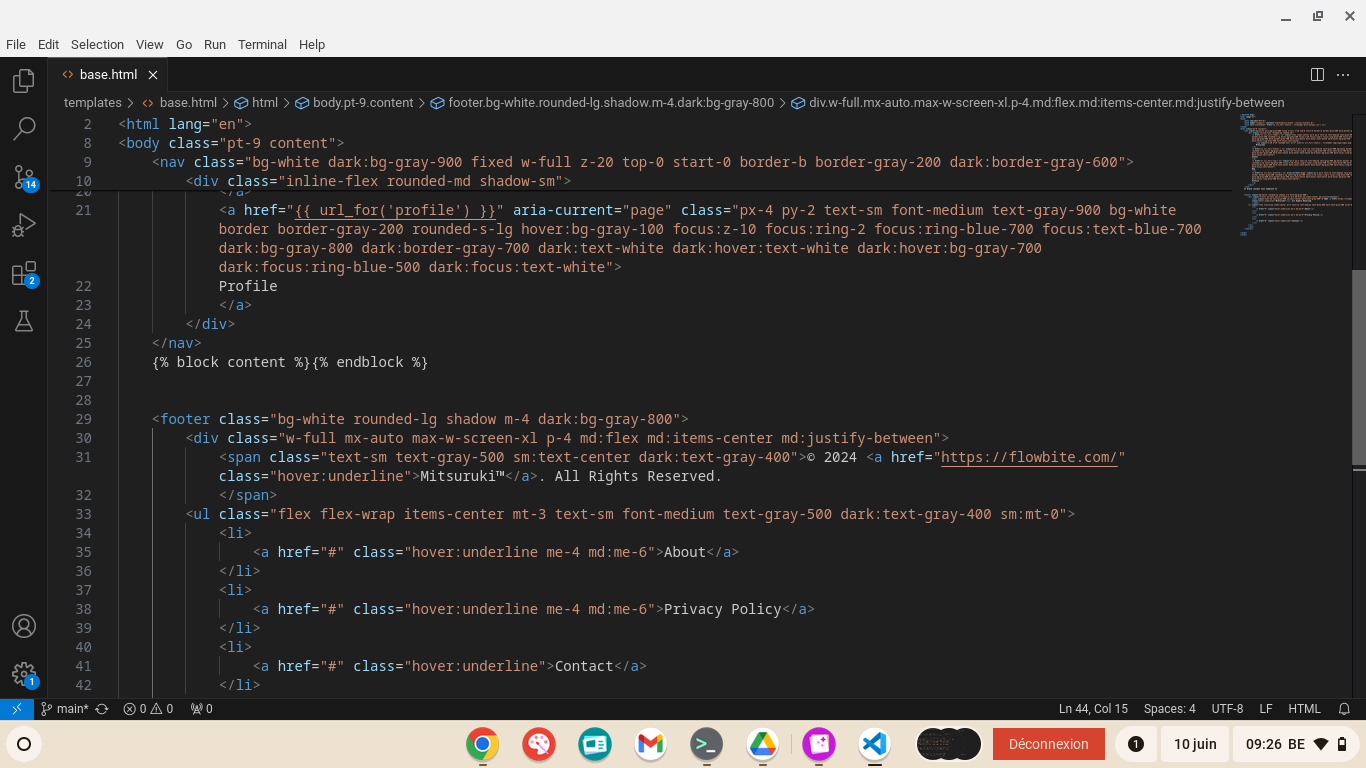 File Edit Selection View Go Run Terminal Help
base.html
templates > base.html > html > body.pt-9.content > footer.bg-white.rounded-lg.shadow.m-4.dark:bg-gray-800 > div.w-full.mx-auto.max-w-screen-xl.p-4.md:flex.md:items-center.md:justify-between
2 <html lang="en">
8 <body class="pt-9 content">
9 <nav class="bg-white dark:bg-gray-900 fixed w-full z-20 top-0 start-0 border-b border-gray-200 dark:border-gray-600">
10 <div class="inline-flex rounded-md shadow-sm">
20 </a>
21 <a href="{{ url_for('profile') }}" aria-current="page" class="px-4 py-2 text-sm font-medium text-gray-900 bg-white
border border-gray-200 rounded-s-lg hover:bg-gray-100 focus:z-10 focus:ring-2 focus:ring-blue-700 focus:text-blue-700
dark:bg-gray-800 dark:border-gray-700 dark:text-white dark:hover:text-white dark:hover:bg-gray-700
dark:focus:ring-blue-500 dark:focus:text-white">
22 Profile
23 </a>
24 </div>
25 </nav>
26 {% block content %}{% endblock %}
27
28
29 <footer class="bg-white rounded-lg shadow m-4 dark:bg-gray-800">
30 <div class="w-full mx-auto max-w-screen-xl p-4 md:flex md:items-center md:justify-between">
31 <span class="text-sm text-gray-500 sm:text-center dark:text-gray-400">© 2024 <a href="https://flowbite.com/"
class="hover:underline">Mitsuruki™</a>. All Rights Reserved.
32 </span>
33 <ul class="flex flex-wrap items-center mt-3 text-sm font-medium text-gray-500 dark:text-gray-400 sm:mt-0">
34 <li>
35 <a href="#" class="hover:underline me-4 md:me-6">About</a>
36 </li>
37 <li>
38 <a href="#" class="hover:underline me-4 md:me-6">Privacy Policy</a>
39 </li>
40 <li>
41 <a href="#" class="hover:underline">Contact</a>
42 </li>
14
2
1
main* 0 0 0 Ln 44, Col 15 Spaces: 4 UTF-8 LF HTML
Déconnexion 1 10 juin 09:26 BE